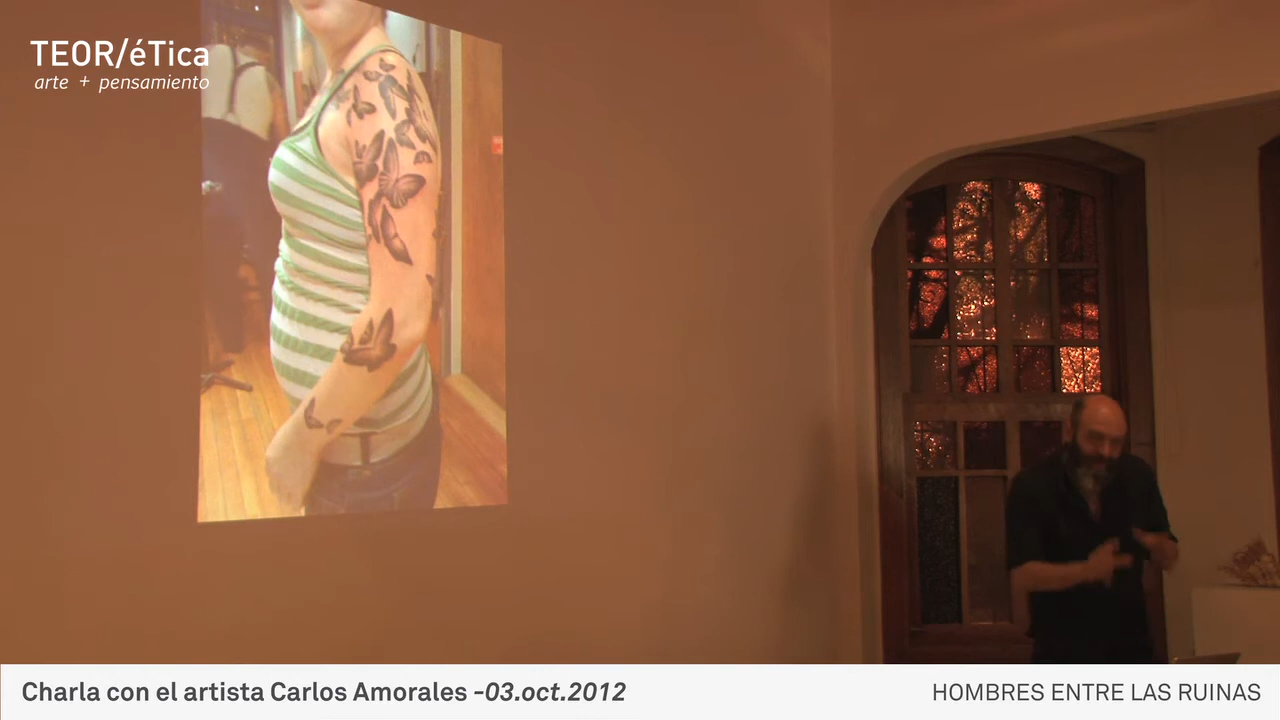 TEOR/éTica
arte + pensamiento
Charla con el artista Carlos Amorales -03.oct.2012
HOMBRES ENTRE LAS RUINAS